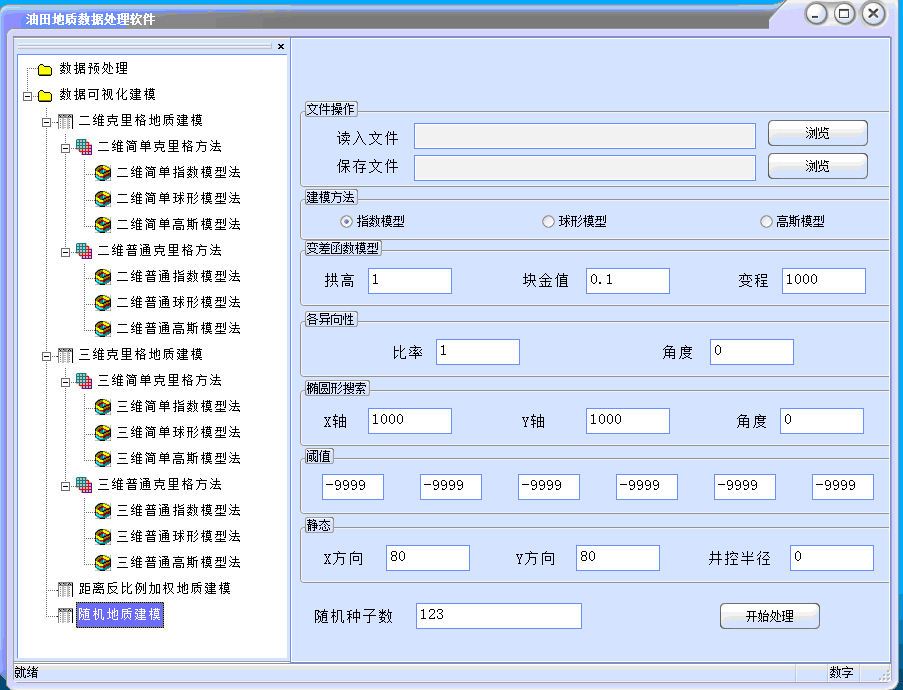 油田地质数据处理软件
数据预处理
数据可视化建模
二维克里格地质建模
二维简单克里格方法
二维简单指数模型法
二维简单球形模型法
二维简单高斯模型法
二维普通克里格方法
二维普通指数模型法
二维普通球形模型法
二维普通高斯模型法
三维克里格地质建模
三维简单克里格方法
三维简单指数模型法
三维简单球形模型法
三维简单高斯模型法
三维普通克里格方法
三维普通指数模型法
三维普通球形模型法
三维普通高斯模型法
距离反比例加权地质建模
随机地质建模
文件操作
读入文件 浏览
保存文件 浏览
建模方法
指数模型 球形模型 高斯模型
变差函数模型
拱高 1 块金值 0.1 变程 1000
各异向性
比率 1 角度 0
椭圆形搜索
X轴 1000 Y轴 1000 角度 0
阈值
-9999 -9999 -9999 -9999 -9999 -9999
静态
X方向 80 Y方向 80 井控半径 0
随机种子数 123 开始处理
就绪 数字